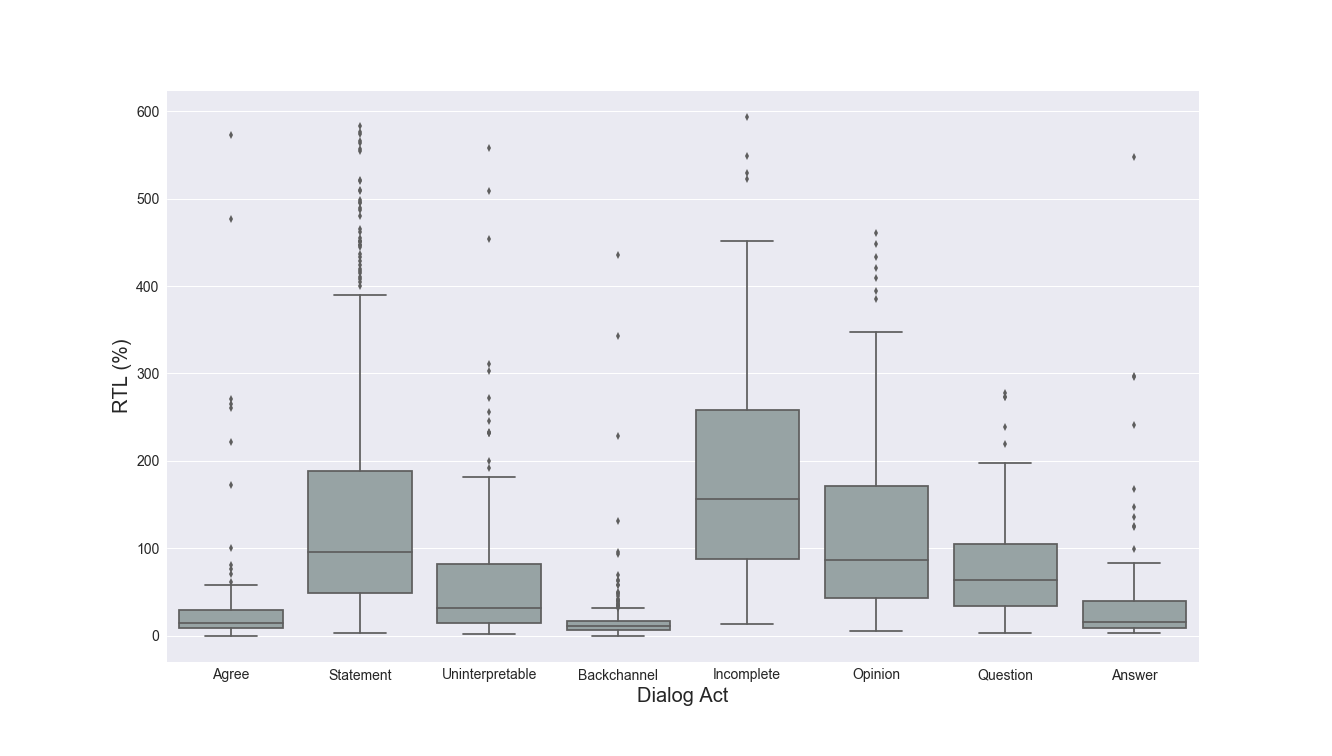 600
500
400
300
200
100
0
RTL (%)
Agree Statement Uninterpretable Backchannel Incomplete Opinion Question Answer
Dialog Act